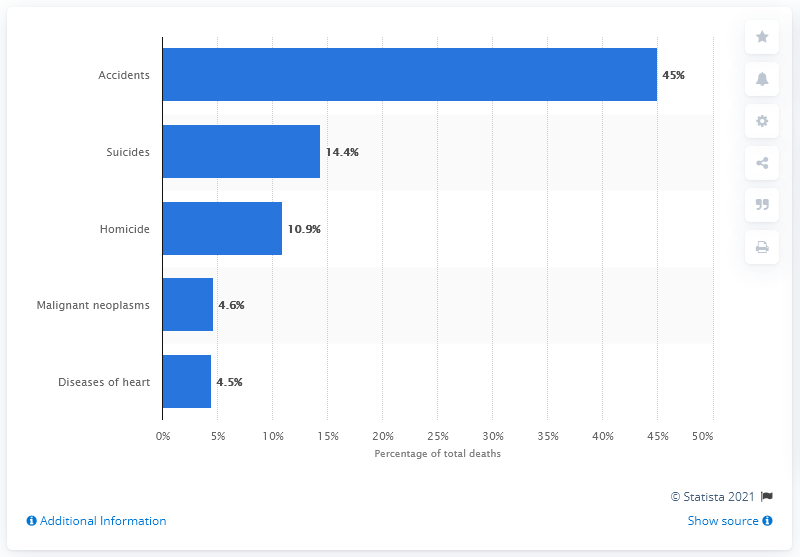 Accidents 45%
Suicides 14.4%
Homicide 10.9%
Malignant neoplasms 4.6%
Diseases of heart 4.5%
0% 5% 10% 15% 20% 25% 30% 35% 40% 45% 50%
Percentage of total deaths
© Statista 2021
Additional Information Show source